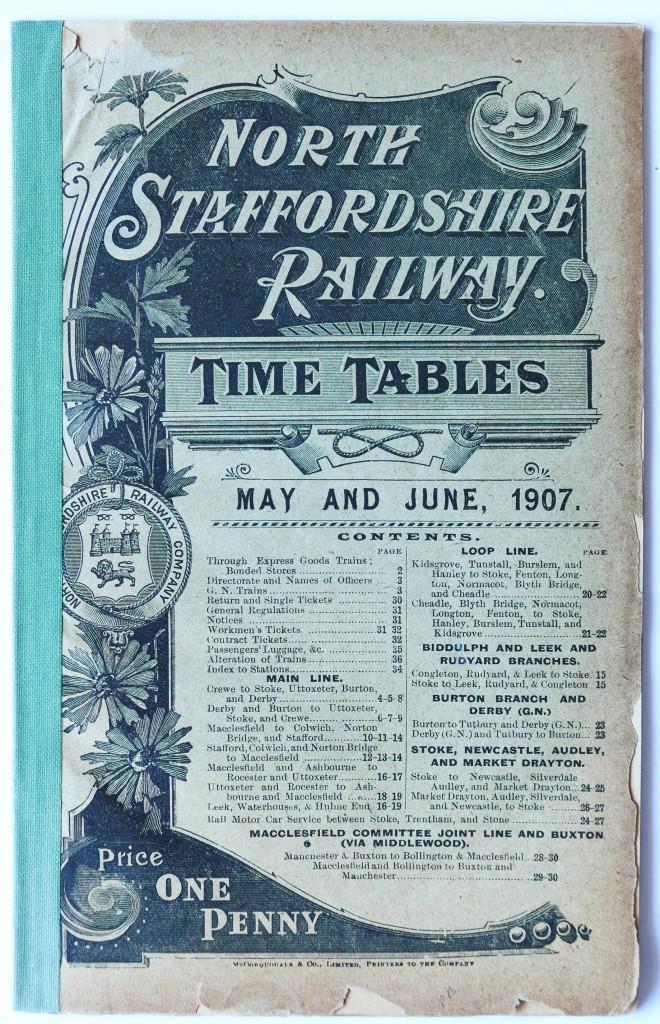 NORTH
STAFFORDSHIRE
RAILWAY.
TIME TABLES
MAY AND JUNE, 1907.
RDSHIRE RAILWAY COMPANY
NOR
CONTENTS.
PAGE
Through Express Goods Trains;
Bonded Stores ........ 2
Directorate and Names of Officers ... 3
G. N. Trains ........ 3
Return and Single Tickets ........ 30
General Regulations ........ 31
Notices ........ 31
Workmen's Tickets ........ 31 32
Contract Tickets ........ 32
Passengers' Luggage, &c. ........ 35
Alteration of Trains ........ 36
Index to Stations ........ 34
MAIN LINE.
Crewe to Stoke, Uttoxeter, Burton,
and Derby ........ 4-5-8
Derby and Burton to Uttoxeter,
Stoke, and Crewe ........ 6-7-9
Macclesfield to Colwich, Norton
Bridge, and Stafford ........ 10-11-14
Stafford, Colwich, and Norton Bridge
to Macclesfield ........ 12-13-14
Macclesfield and Ashbourne to
Rocester and Uttoxeter ........ 16-17
Uttoxeter and Rocester to Ash-
bourne and Macclesfield ........ 18 19
Leek, Waterhouses, & Hulme End, 16-19
LOOP LINE.
PAGE
Kidsgrove, Tunstall, Burslem, and
Hanley to Stoke, Fenton, Long-
ton, Normacot, Blyth Bridge,
and Cheadle ........ 20-22
Cheadle, Blyth Bridge, Normacot,
Longton, Fenton, to Stoke,
Hanley, Burslem, Tunstall, and
Kidsgrove ........ 21-22
BIDDULPH AND LEEK AND
RUDYARD BRANCHES.
Congleton, Rudyard, & Leek to Stoke 15
Stoke to Leek, Rudyard, & Congleton 15
BURTON BRANCH AND
DERBY (G.N.)
Burton to Tutbury and Derby (G.N.)... 23
Derby (G.N.) and Tutbury to Burton... 23
STOKE, NEWCASTLE, AUDLEY,
AND MARKET DRAYTON.
Stoke to Newcastle, Silverdale
Audley, and Market Drayton... 24-25
Market Drayton, Audley, Silverdale,
and Newcastle, to Stoke ........ 26-27
Rail Motor Car Service between Stoke, Trentham, and Stone ........ 24-27
MACCLESFIELD COMMITTEE JOINT LINE AND BUXTON
(VIA MIDDLEWOOD).
Manchester & Buxton to Bollington & Macclesfield... 28-30
Macclesfield and Bollington to Buxton and
Manchester ........ 29-30
Price
ONE
PENNY
McCORQUODALE & Co., LIMITED, PRINTERS TO THE COMPANY